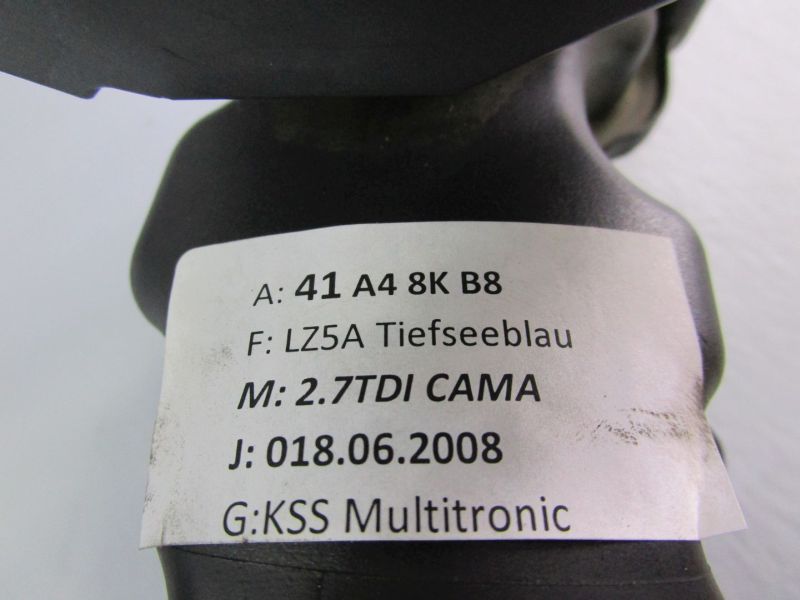 A: 41 A4 8K B8
F: LZ5A Tiefseeblau
M: 2.7TDI CAMA
J: 018.06.2008
G:KSS Multitronic